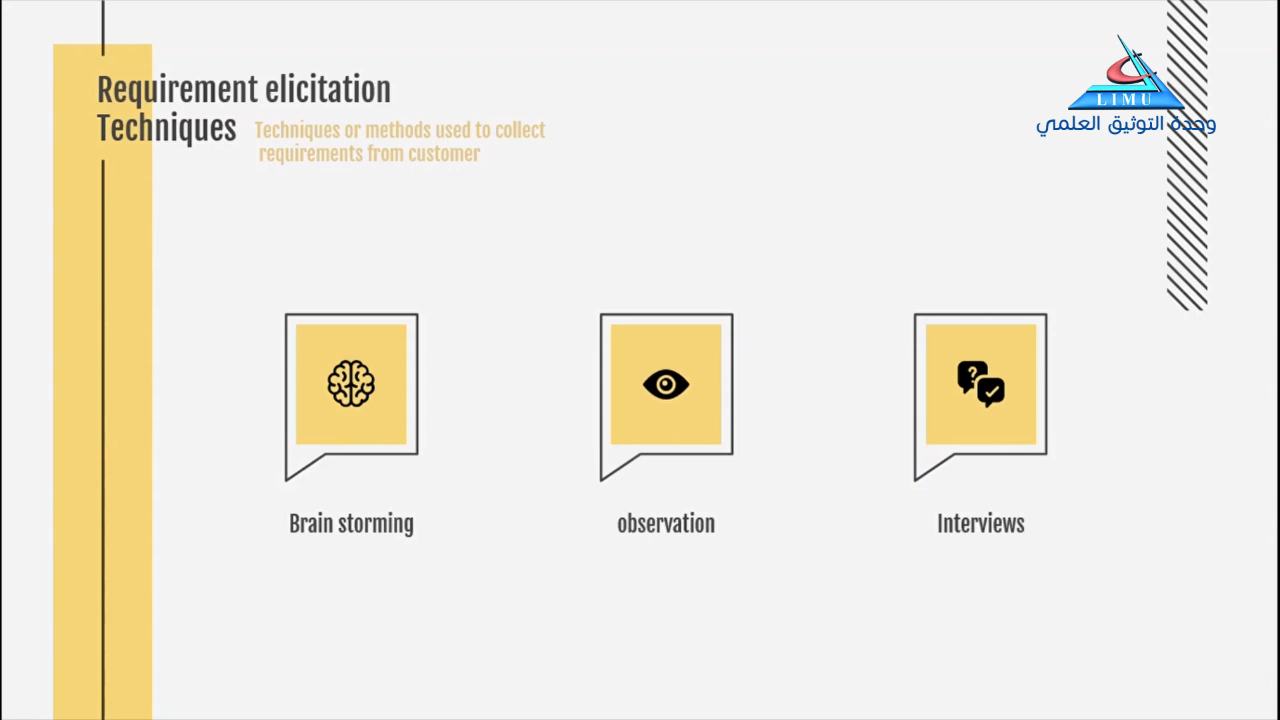 Requirement elicitation
Techniques
Techniques or methods used to collect
requirements from customer
LIMU
وحدة التوثيق العلمي
?
Brain storming
observation
Interviews